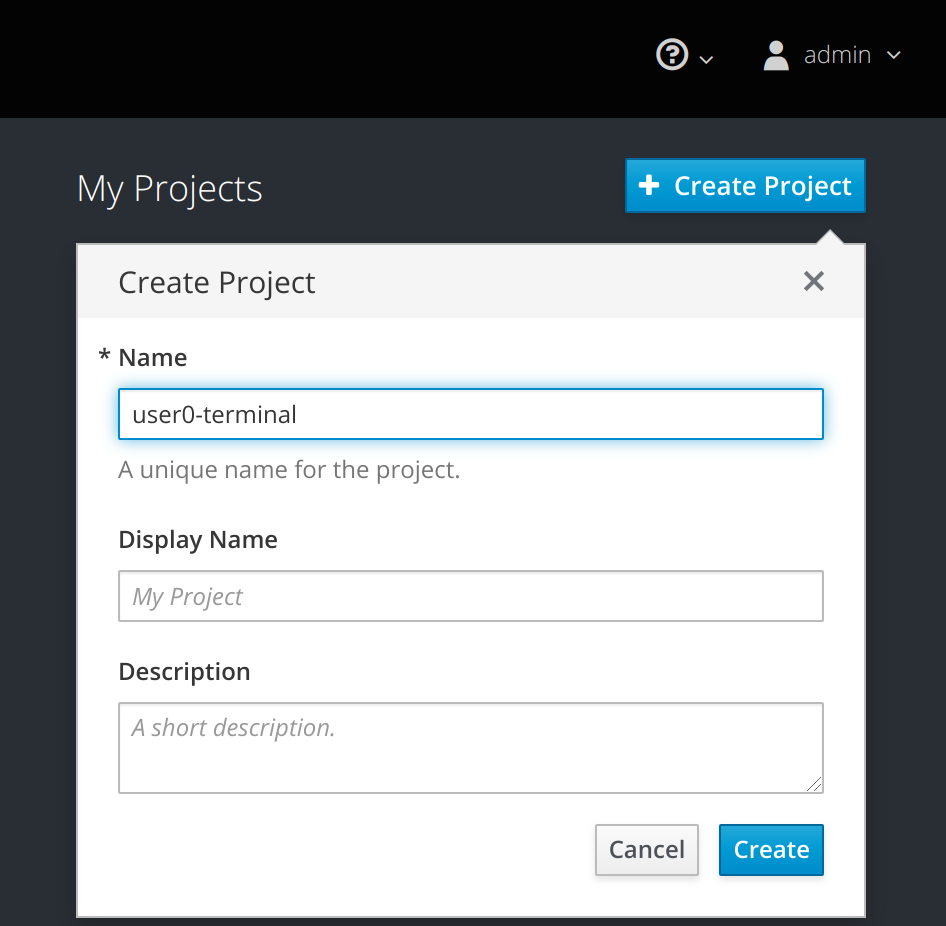 admin
My Projects
Create Project
Create Project
* Name
user0-terminal
A unique name for the project.
Display Name
My Project
Description
A short description.
Cancel
Create